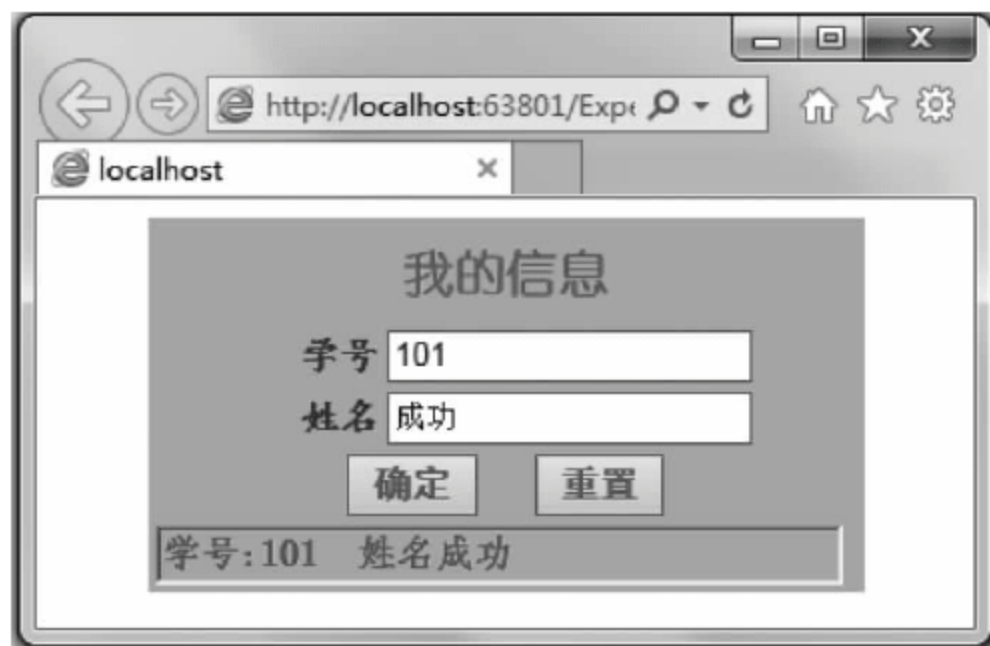 http://localhost:63801/Expe
localhost
我的信息
学号 101
姓名 成功
确定 重置
学号:101 姓名成功